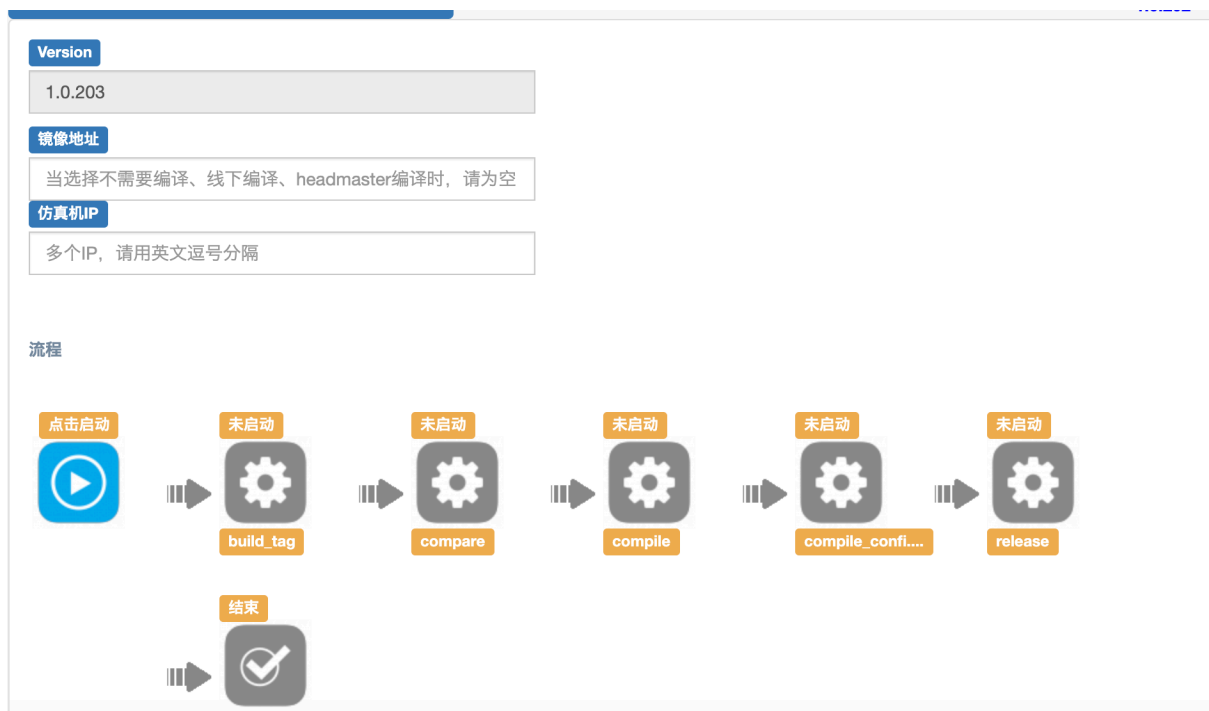 Version
1.0.203
镜像地址
当选择不需要编译、线下编译、headmaster编译时，请为空
仿真机IP
多个IP，请用英文逗号分隔
流程
点击启动 未启动 未启动 未启动 未启动 未启动
build_tag compare compile compile_confi.... release
结束